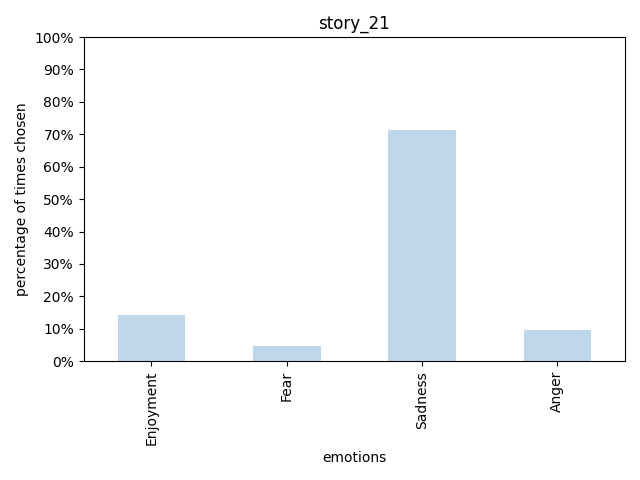 story_21
100%
90%
80%
70%
60%
50%
40%
30%
20%
10%
0%
percentage of times chosen
Enjoyment
Fear
Sadness
Anger
emotions